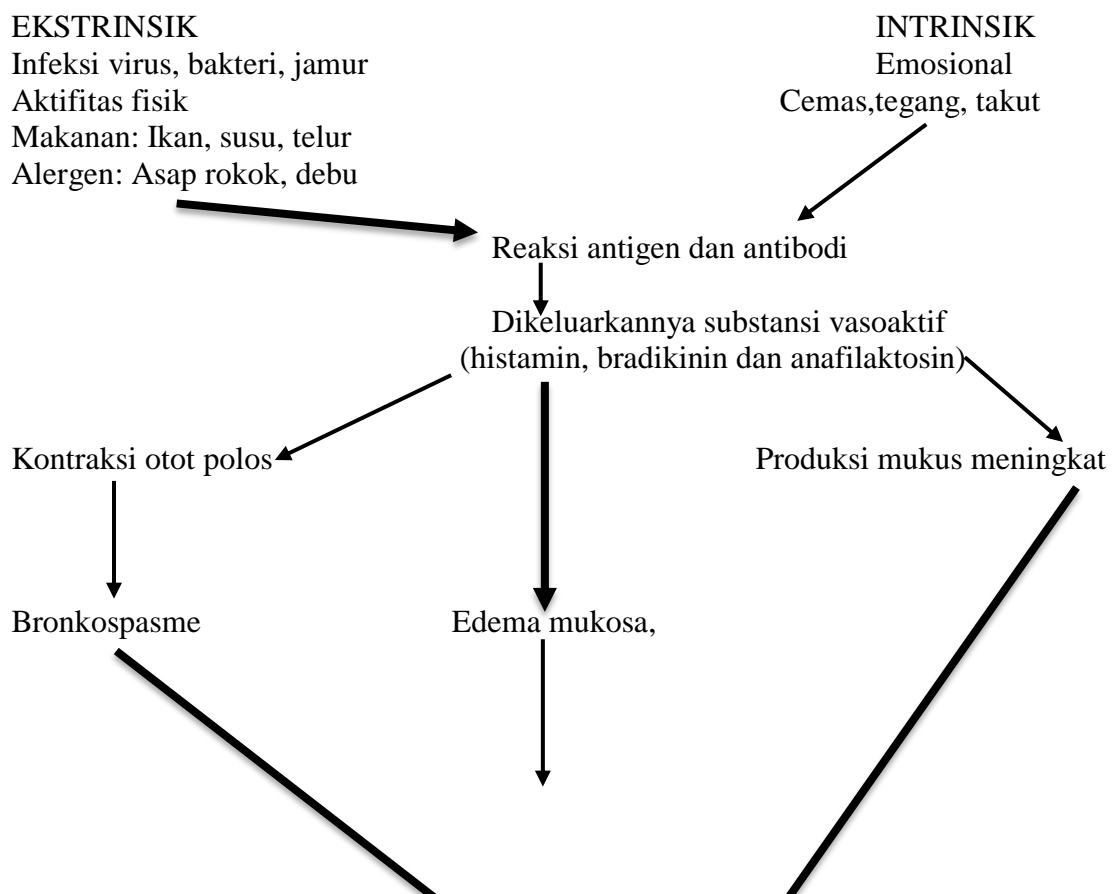 EKSTRINSIK
Infeksi virus, bakteri, jamur
Aktifitas fisik
Makanan: Ikan, susu, telur
Alergen: Asap rokok, debu
INTRINSIK
Emosional
Cemas,tegang, takut
Reaksi antigen dan antibodi
Dikeluarkannya substansi vasoaktif
(histamin, bradikinin dan anafilaktosin)
Kontraksi otot polos
Produksi mukus meningkat
Bronkospasme
Edema mukosa,